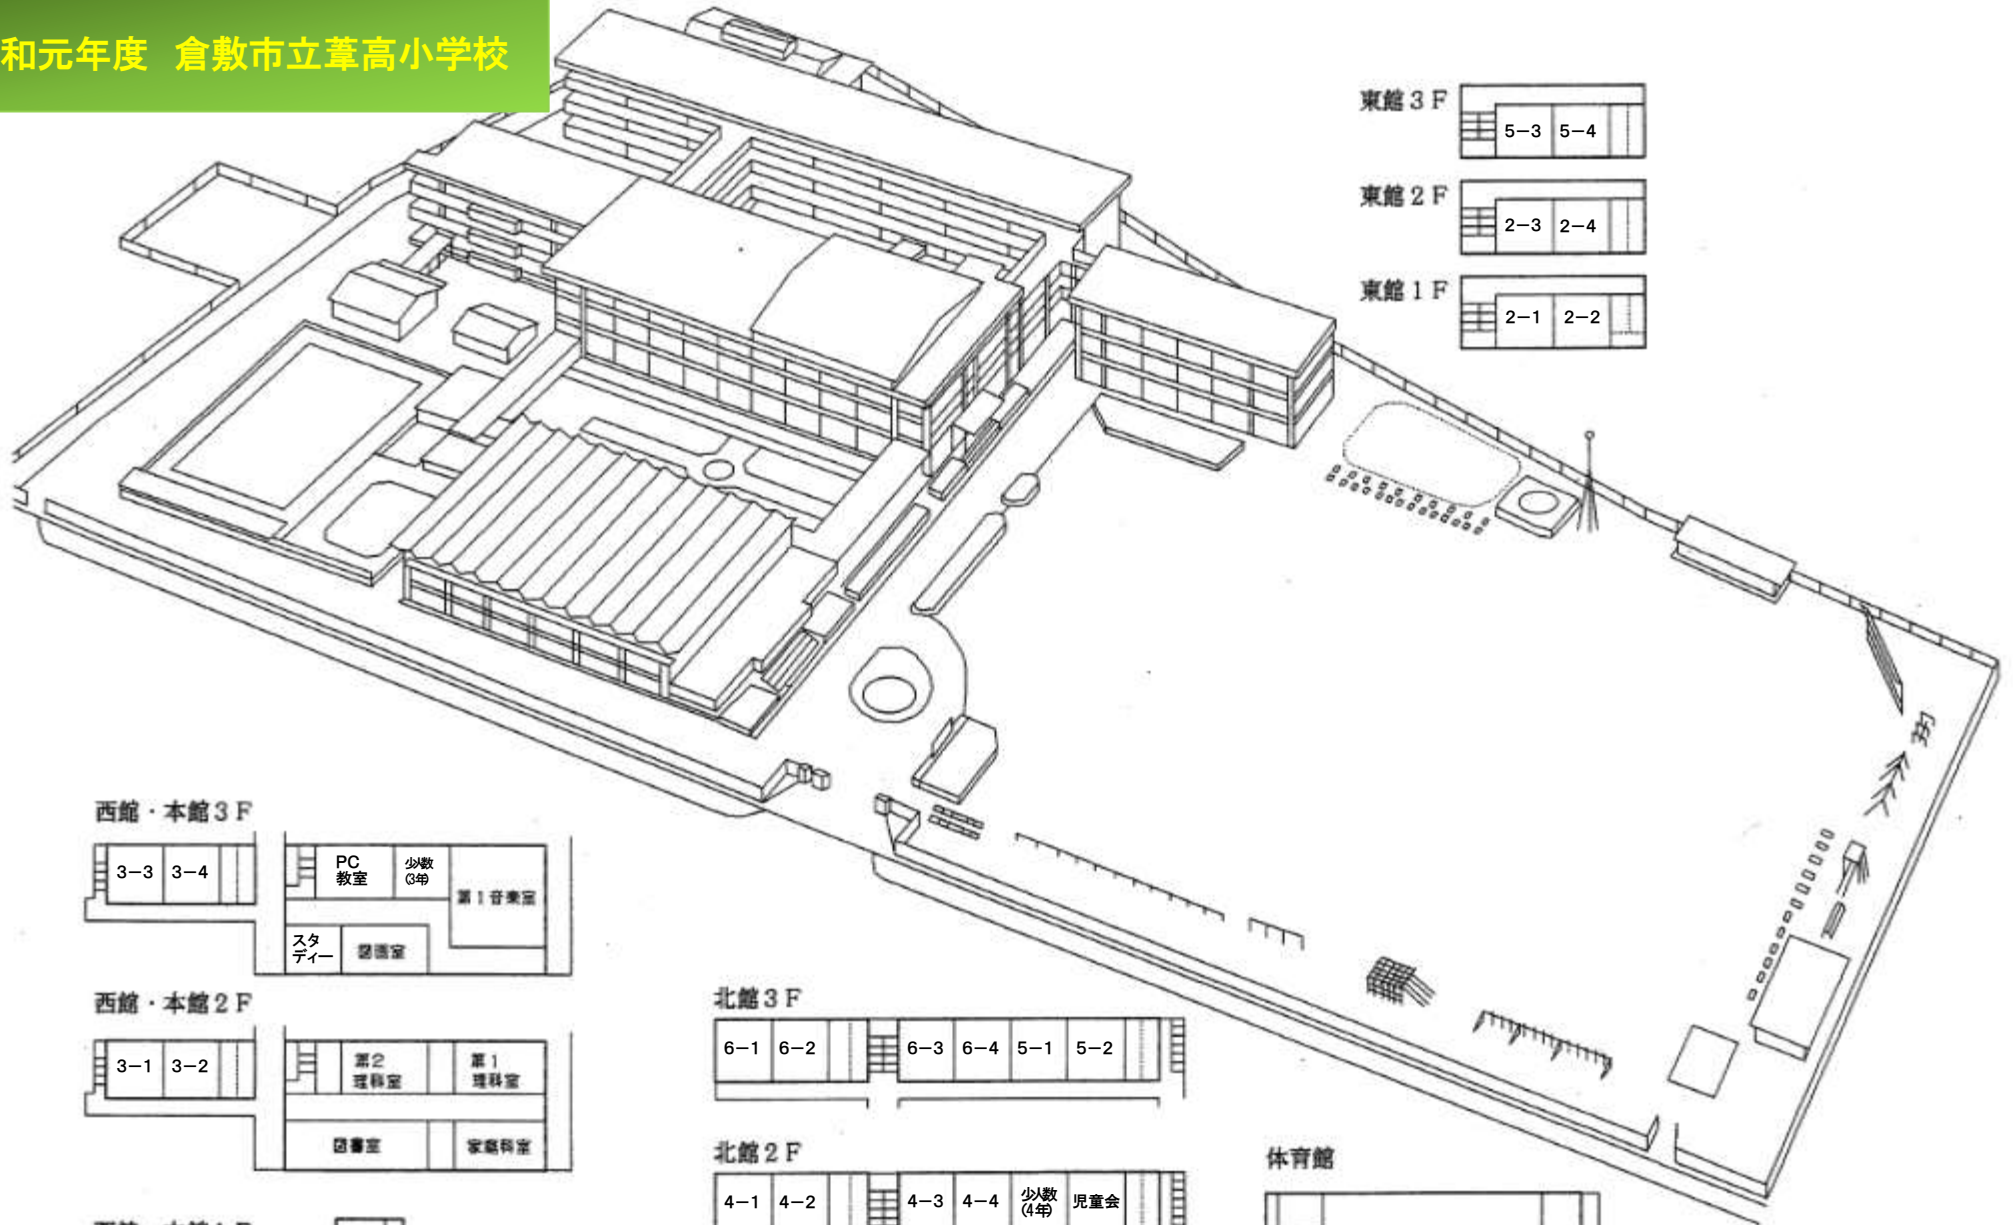 和元年度 倉敷市立葦高小学校
東館3F
5-3 5-4
東館2F
2-3 2-4
東館1F
2-1 2-2
西館・本館3F
3-3 3-4
PC
教室
少人数
(3年)
第1音楽室
スタ
ディー
図画室
西館・本館2F
3-1 3-2
第2
理科室
第1
理科室
図書室
家庭科室
北館3F
6-1 6-2 6-3 6-4 5-1 5-2
北館2F
4-1 4-2 4-3 4-4
少人数
(4年)
児童会
体育館